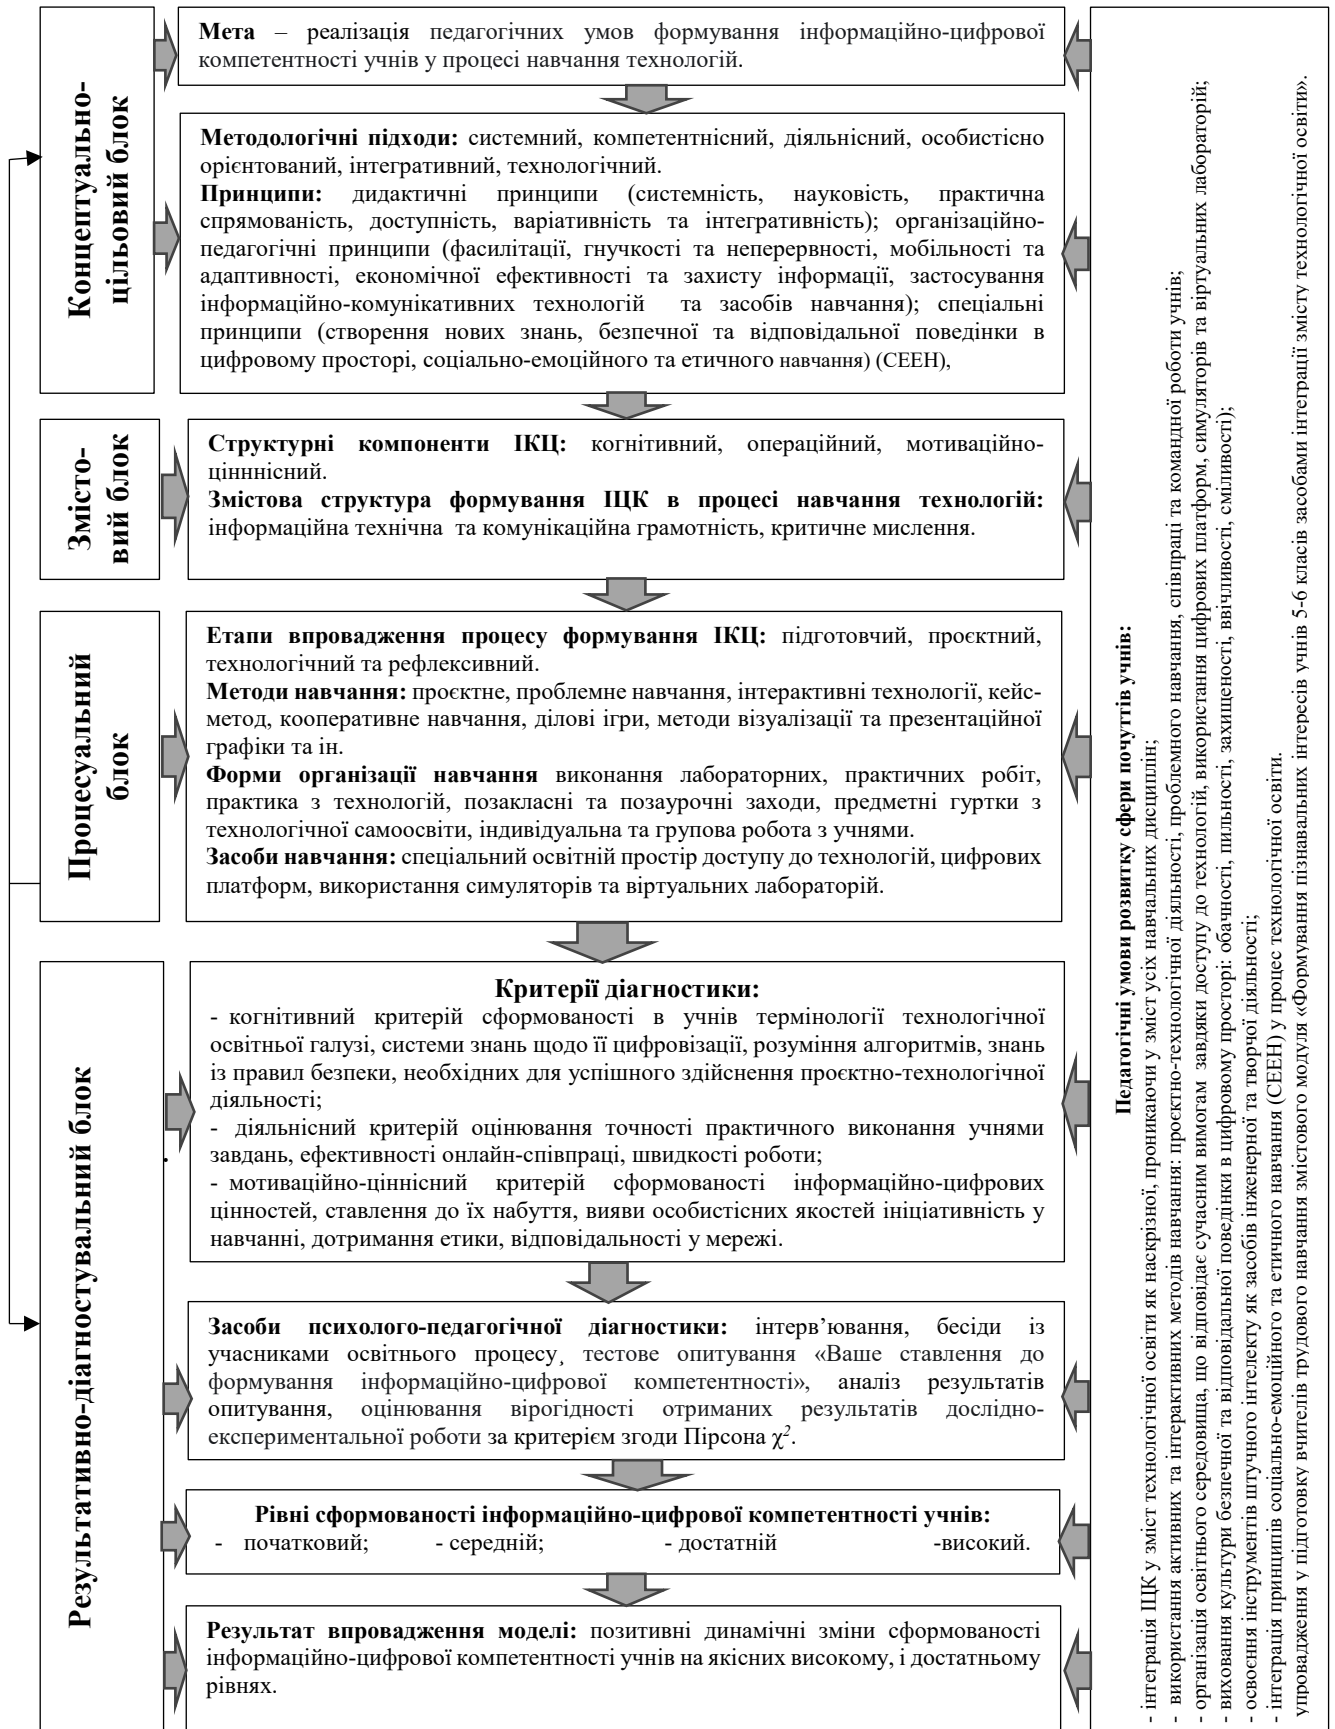 Концептуально-
цільовий блок
Мета – реалізація педагогічних умов формування інформаційно-цифрової
компетентності учнів у процесі навчання технологій.
Методологічні підходи: системний, компетентнісний, діяльнісний, особистісно
орієнтований, інтегративний, технологічний.
Принципи: дидактичні принципи (системність, науковість, практична
спрямованість, доступність, варіативність та інтегративність); організаційно-
педагогічні принципи (фасилітації, гнучкості та неперервності, мобільності та
адаптивності, економічної ефективності та захисту інформації, застосування
інформаційно-комунікативних технологій та засобів навчання); спеціальні
принципи (створення нових знань, безпечної та відповідальної поведінки в
цифровому просторі, соціально-емоційного та етичного навчання) (СЕЕН),
Змісто-
вий блок
Структурні компоненти ІКЦ: когнітивний, операційний, мотиваційно-
цінннісний.
Змістова структура формування ІЦК в процесі навчання технологій:
інформаційна технічна та комунікаційна грамотність, критичне мислення.
Процесуальний
блок
Етапи впровадження процесу формування ІКЦ: підготовчий, проєктний,
технологічний та рефлексивний.
Методи навчання: проєктне, проблемне навчання, інтерактивні технології, кейс-
метод, кооперативне навчання, ділові ігри, методи візуалізації та презентаційної
графіки та ін.
Форми організації навчання виконання лабораторних, практичних робіт,
практика з технологій, позакласні та позаурочні заходи, предметні гуртки з
технологічної самоосвіти, індивідуальна та групова робота з учнями.
Засоби навчання: спеціальний освітній простір доступу до технологій, цифрових
платформ, використання симуляторів та віртуальних лабораторій.
Результативно-діагностувальний блок
.
Критерії діагностики:
- когнітивний критерій сформованості в учнів термінології технологічної
освітньої галузі, системи знань щодо її цифровізації, розуміння алгоритмів, знань
із правил безпеки, необхідних для успішного здійснення проєктно-технологічної
діяльності;
- діяльнісний критерій оцінювання точності практичного виконання учнями
завдань, ефективності онлайн-співпраці, швидкості роботи;
- мотиваційно-ціннісний критерій сформованості інформаційно-цифрових
цінностей, ставлення до їх набуття, вияви особистісних якостей ініціативність у
навчанні, дотримання етики, відповідальності у мережі.
Засоби психолого-педагогічної діагностики: інтерв’ювання, бесіди із
учасниками освітнього процесу¸ тестове опитування «Ваше ставлення до
формування інформаційно-цифрової компетентності», аналіз результатів
опитування, оцінювання вірогідності отриманих результатів дослідно-
експериментальної роботи за критерієм згоди Пірсона χ².
Рівні сформованості інформаційно-цифрової компетентності учнів:
- початковий; - середній; - достатній -високий.
Результат впровадження моделі: позитивні динамічні зміни сформованості
інформаційно-цифрової компетентності учнів на якісних високому, і достатньому
рівнях.
Педагогічні умови розвитку сфери почуттів учнів:
- інтеграція ІЦК у зміст технологічної освіти як наскрізної, проникаючи у зміст усіх навчальних дисциплін;
- використання активних та інтерактивних методів навчання: проєктно-технологічної діяльності, проблемного навчання, співпраці та командної роботи учнів;
- організація освітнього середовища, що відповідає сучасним вимогам завдяки доступу до технологій, використання цифрових платформ, симуляторів та віртуальних лабораторій;
- виховання культури безпечної та відповідальної поведінки в цифровому просторі: обачності, пильності, захищеності, ввічливості, сміливості);
- освоєння інструментів штучного інтелекту як засобів інженерної та творчої діяльності;
- інтеграція принципів соціально-емоційного та етичного навчання (СЕЕН) у процес технологічної освіти.
упровадження у підготовку вчителів трудового навчання змістового модуля «Формування пізнавальних інтересів учнів 5-6 класів засобами інтеграції змісту технологічної освіти».